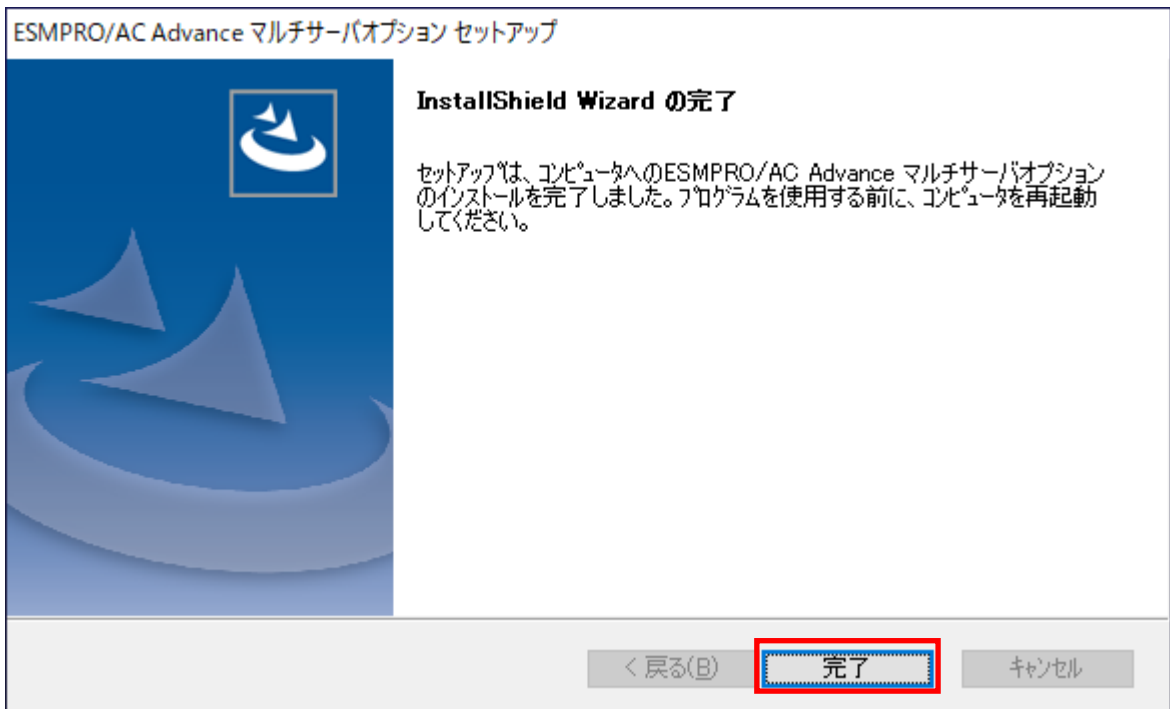 ESMPRO/AC Advance マルチサーバオプション セットアップ
InstallShield Wizard の完了
ｾｯﾄｱｯﾌﾟは、ｺﾝﾋﾟｭｰﾀへのESMPRO/AC Advance マルチサーバオプション
のインストールを完了しました。ﾌﾟﾛｸﾞﾗﾑを使用する前に、ｺﾝﾋﾟｭｰﾀを再起動
してください。
< 戻る(B)
完了
ｷｬﾝｾﾙ